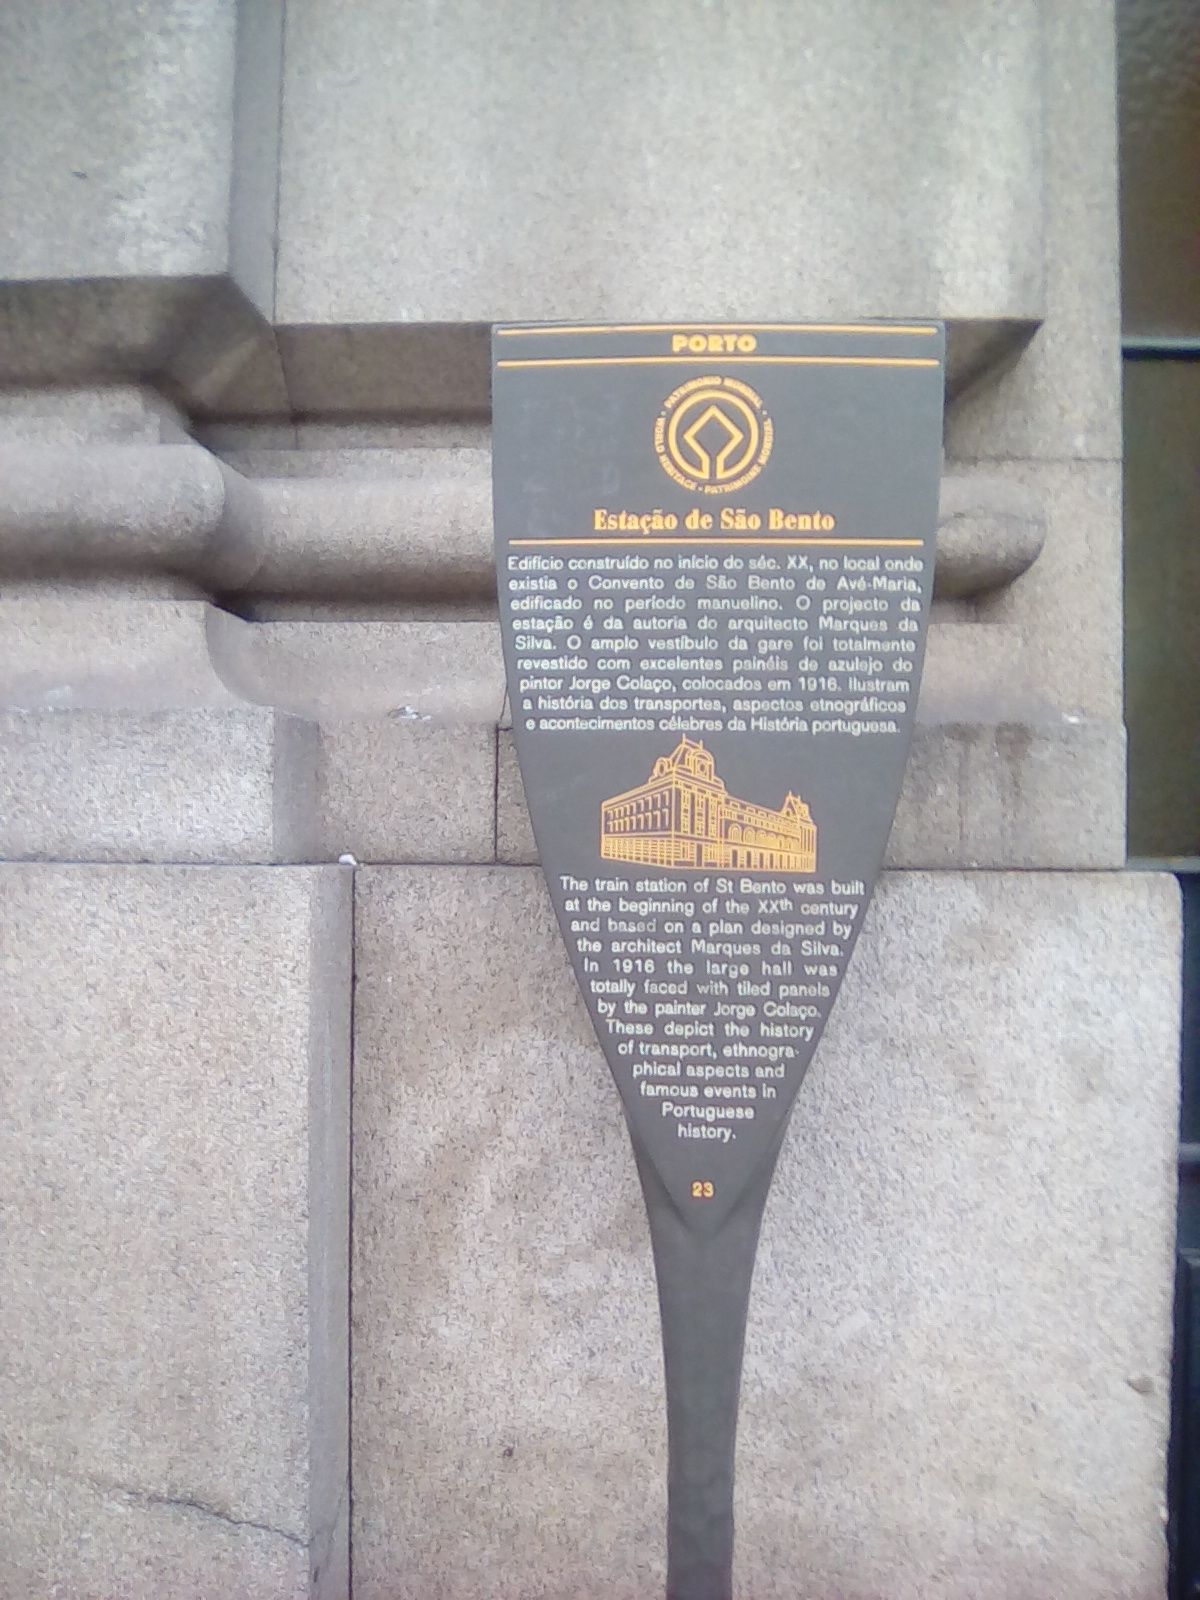 PORTO
PATRIMÓNIO MUNDIAL • WORLD HERITAGE • PATRIMOINE MONDIAL •
Estação de São Bento
Edifício construído no início do séc. XX, no local onde
existia o Convento de São Bento de Avé-Maria,
edificado no período manuelino. O projecto da
estação é da autoria do arquitecto Marques da
Silva. O amplo vestíbulo da gare foi totalmente
revestido com excelentes painéis de azulejo do
pintor Jorge Colaço, colocados em 1916. Ilustram
a história dos transportes, aspectos etnográficos
e acontecimentos célebres da História portuguesa.
The train station of St Bento was built
at the beginning of the XXth century
and based on a plan designed by
the architect Marques da Silva.
In 1916 the large hall was
totally faced with tiled panels
by the painter Jorge Colaço.
These depict the history
of transport, ethnogra-
phical aspects and
famous events in
Portuguese
history.
23